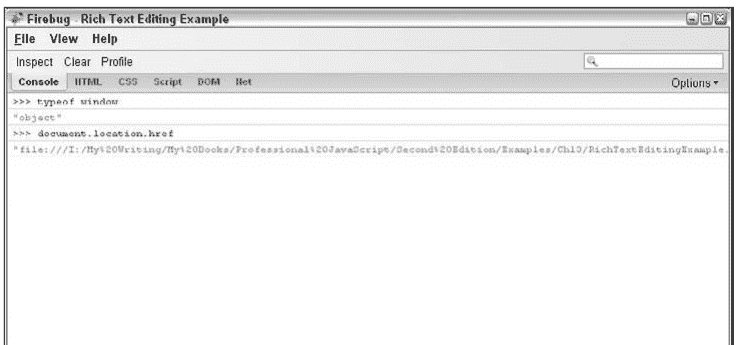 Firebug - Rich Text Editing Example
File View Help
Inspect Clear Profile
Console HTML CSS Script DOM Net Options
>>> typeof window
"object"
>>> document.location.href
"file:///I:/My%20Writing/My%20Books/Professional%20JavaScript/Second%20Edition/Examples/Ch13/RichTextEditingExample.